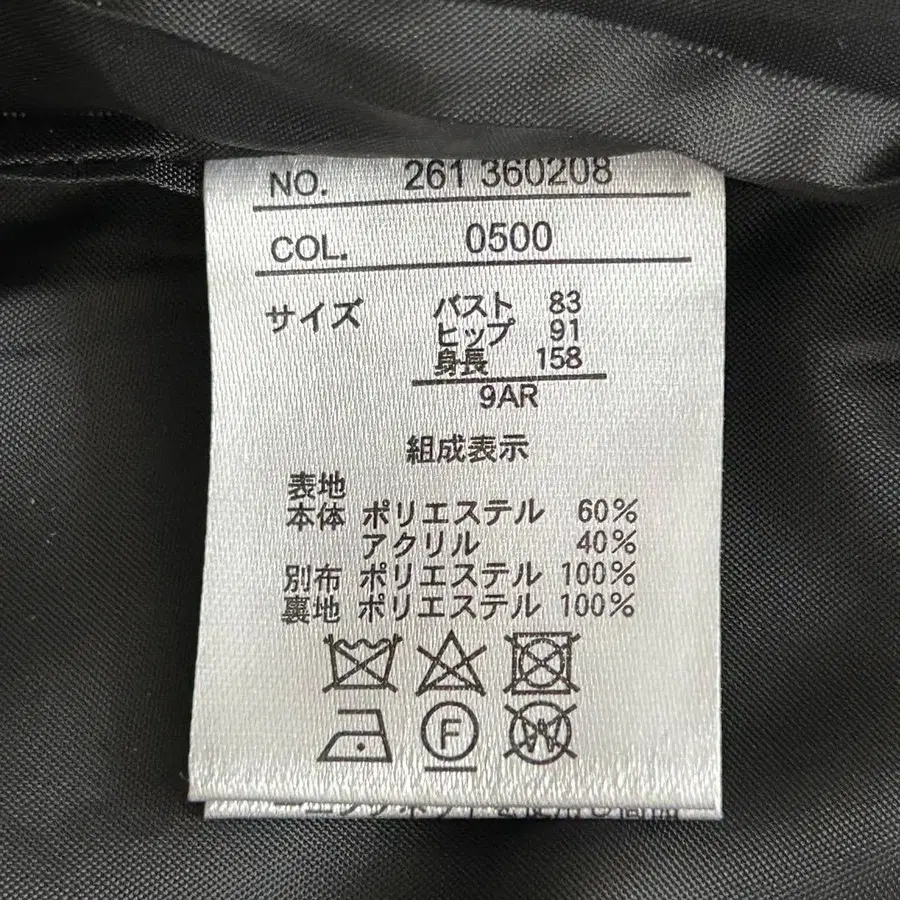 NO. 261 360208
COL. 0500
サイズ バスト 83
ヒップ 91
身長 158
9AR
組成表示
表地
本体 ポリエステル 60%
アクリル 40%
別布 ポリエステル 100%
裏地 ポリエステル 100%
F
W